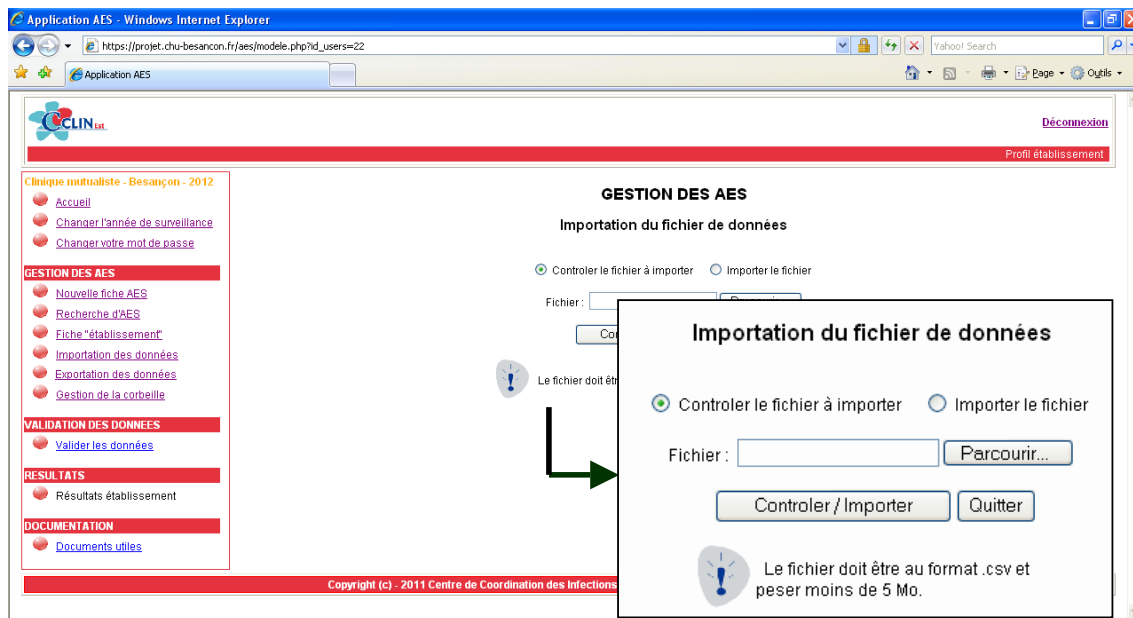 Application AES - Windows Internet Explorer
https://projet.chu-besancon.fr/aes/modele.php?id_users=22
Yahoo! Search
Application AES
Page
Outils
CCLIN Est
Déconnexion
Profil établissement
Clinique mutualiste - Besançon - 2012
Accueil
Changer l'année de surveillance
Changer votre mot de passe
GESTION DES AES
Nouvelle fiche AES
Recherche d'AES
Fiche "établissement"
Importation des données
Exportation des données
Gestion de la corbeille
VALIDATION DES DONNEES
Valider les données
RESULTATS
Résultats établissement
DOCUMENTATION
Documents utiles
GESTION DES AES
Importation du fichier de données
Controler le fichier à importer Importer le fichier
Fichier :
Le fichier doit
Importation du fichier de données
Controler le fichier à importer Importer le fichier
Fichier : Parcourir...
Controler / Importer Quitter
Le fichier doit être au format .csv et
peser moins de 5 Mo.
Copyright (c) - 2011 Centre de Coordination des Infections